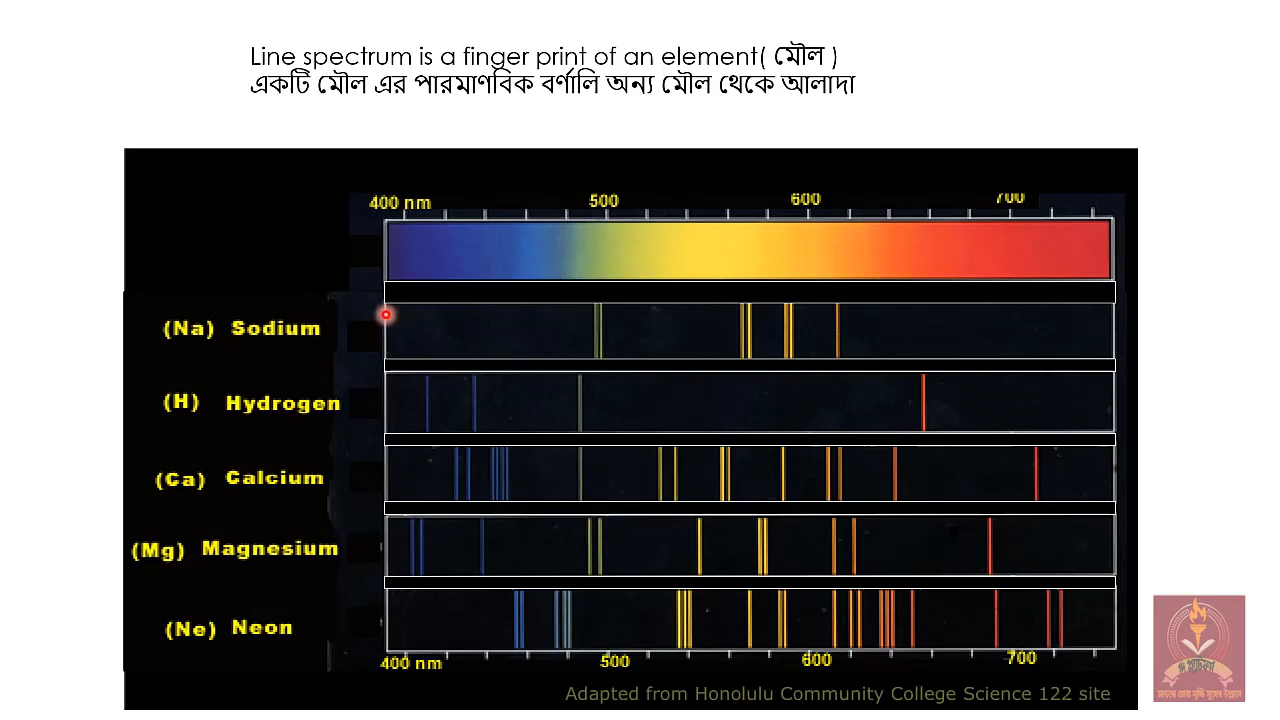 Line spectrum is a finger print of an element( মৌল )
একটি মৌল এর পারমাণবিক বর্ণালি অন্য মৌল থেকে আলাদা
400 nm 500 600 700
(Na) Sodium
(H) Hydrogen
(Ca) Calcium
(Mg) Magnesium
(Ne) Neon
400 nm 500 600 700
Adapted from Honolulu Community College Science 122 site